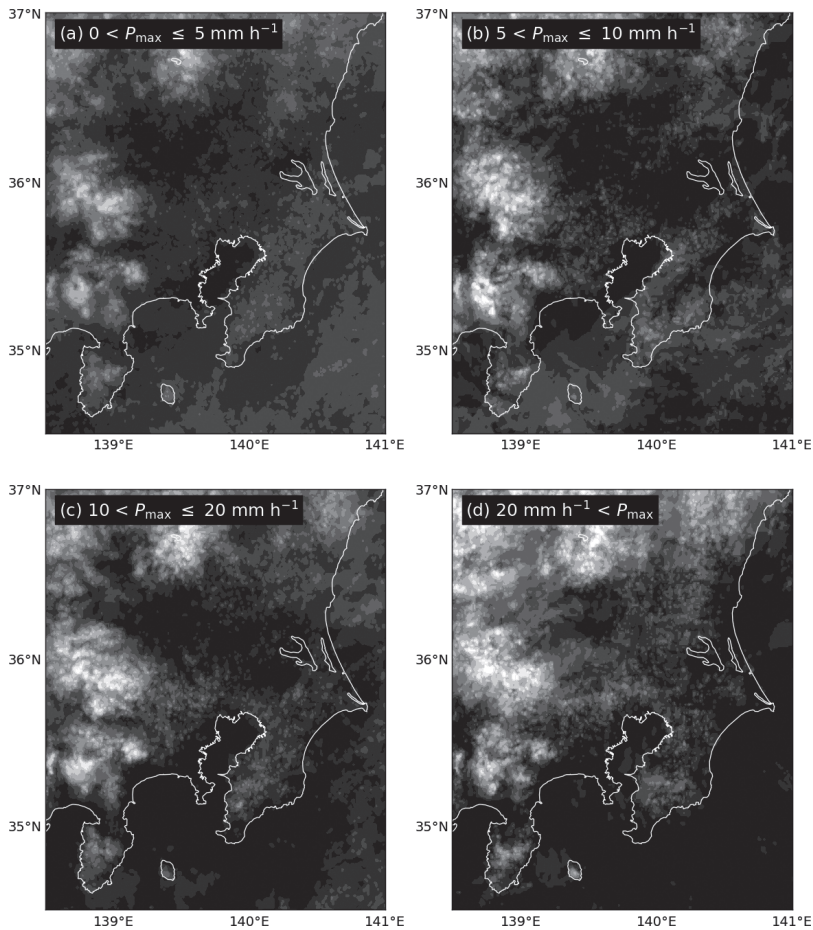 37°N
(a) 0 < Pmax ≤ 5 mm h−1
36°N
35°N
139°E 140°E 141°E
(b) 5 < Pmax ≤ 10 mm h−1
37°N
36°N
35°N
139°E 140°E 141°E
37°N
(c) 10 < Pmax ≤ 20 mm h−1
36°N
35°N
139°E 140°E 141°E
37°N
(d) 20 mm h−1 < Pmax
36°N
35°N
139°E 140°E 141°E